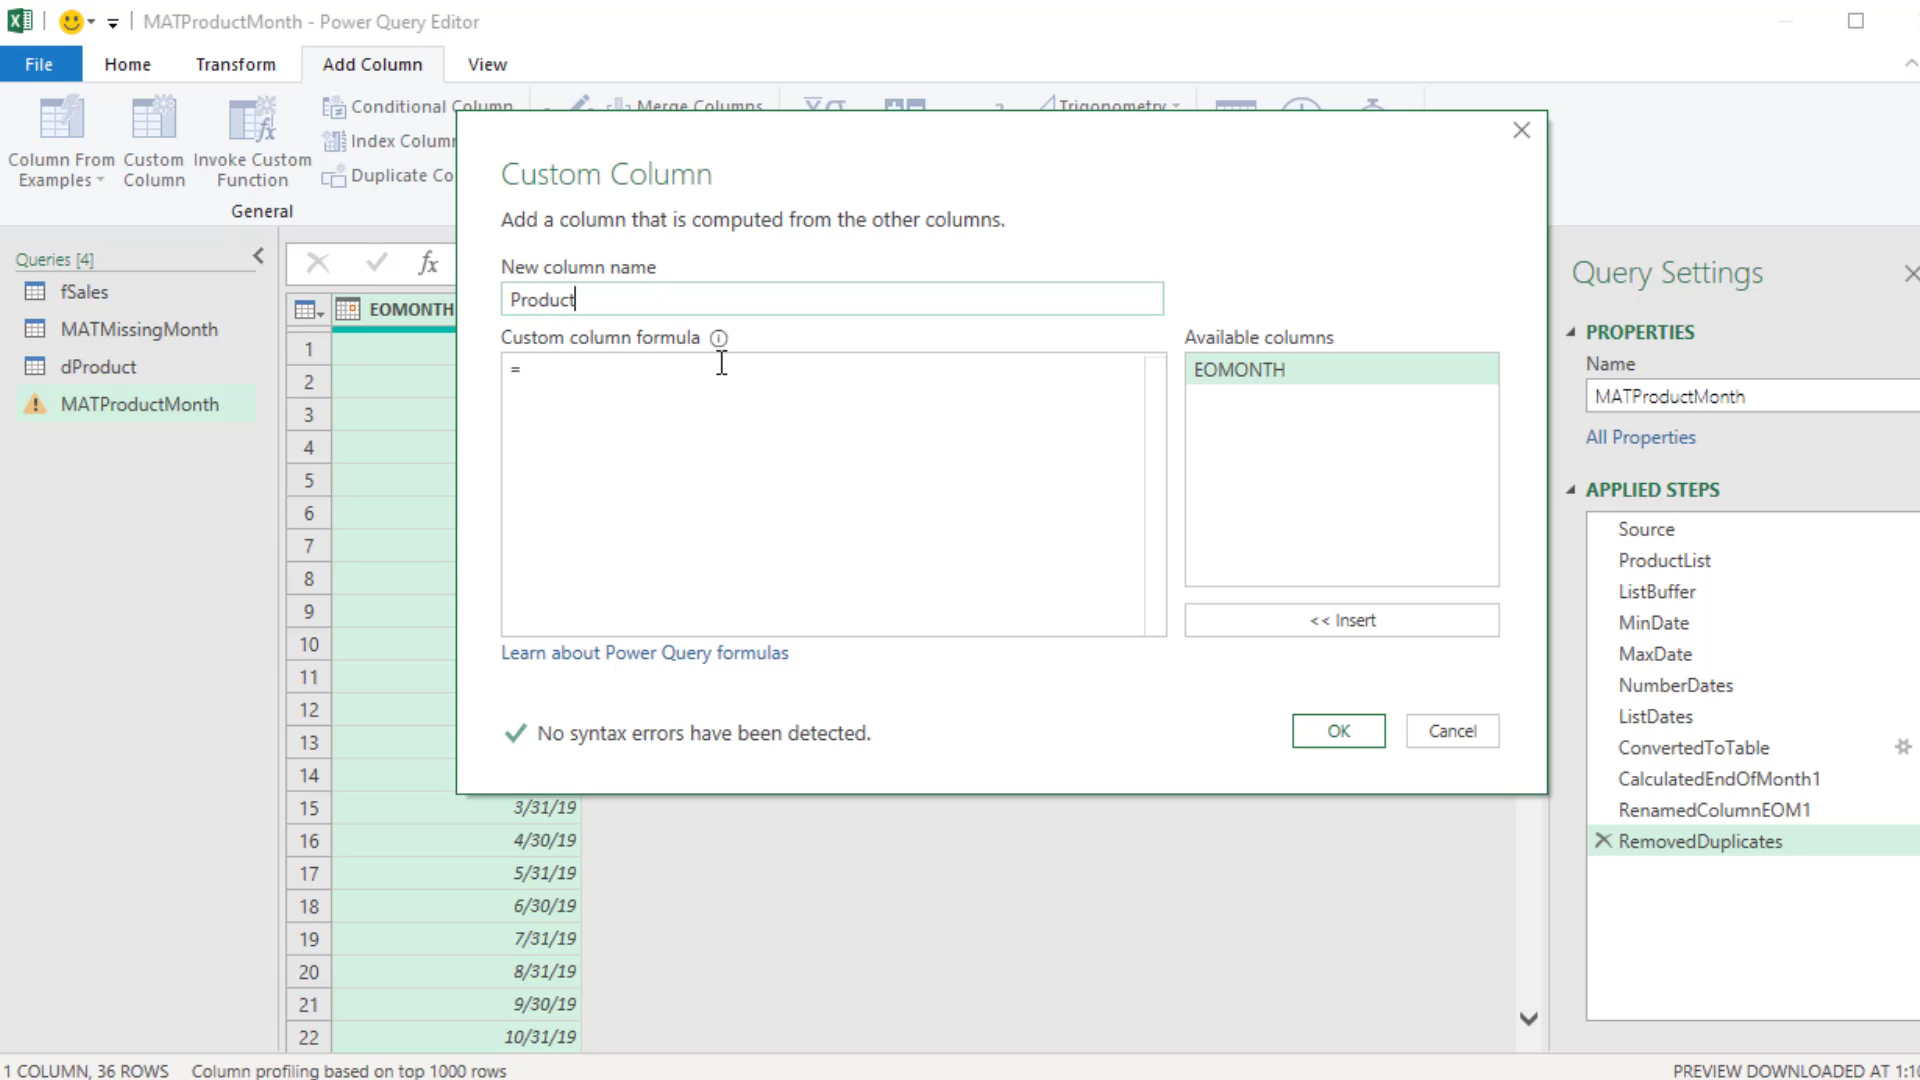 MATProductMonth - Power Query Editor
File
Home
Transform
Add Column
View
Column From
Examples
Custom
Column
Invoke Custom
Function
Conditional Column
Index Colum
Duplicate Co
General
Merge Columns
Trigonometry
Queries [4]
fSales
MATMissingMonth
dProduct
MATProductMonth
fx
EOMONTH
1
2
3
4
5
6
7
8
9
10
11
12
13
14
15 3/31/19
16 4/30/19
17 5/31/19
18 6/30/19
19 7/31/19
20 8/31/19
21 9/30/19
22 10/31/19
Custom Column
Add a column that is computed from the other columns.
New column name
Product
Custom column formula
=
Available columns
EOMONTH
<< Insert
Learn about Power Query formulas
No syntax errors have been detected.
OK
Cancel
Query Settings
PROPERTIES
Name
MATProductMonth
All Properties
APPLIED STEPS
Source
ProductList
ListBuffer
MinDate
MaxDate
NumberDates
ListDates
ConvertedToTable
CalculatedEndOfMonth1
RenamedColumnEOM1
RemovedDuplicates
1 COLUMN, 36 ROWS
Column profiling based on top 1000 rows
PREVIEW DOWNLOADED AT 1:10